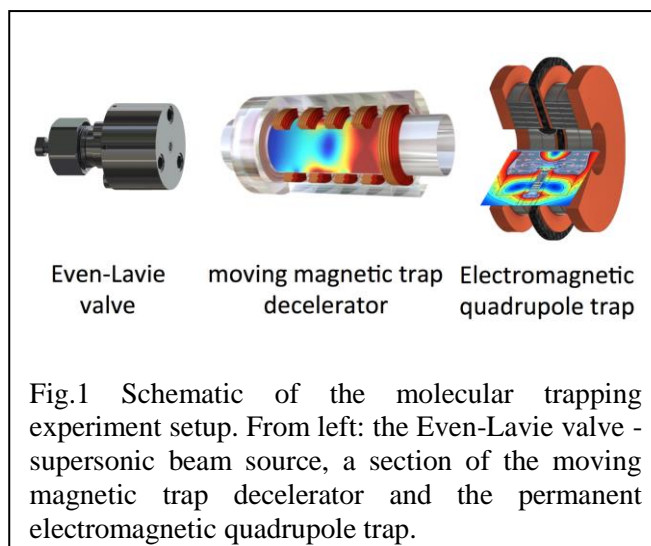 Even-Lavie
valve
moving magnetic trap
decelerator
Electromagnetic
quadrupole trap
Fig.1 Schematic of the molecular trapping
experiment setup. From left: the Even-Lavie valve -
supersonic beam source, a section of the moving
magnetic trap decelerator and the permanent
electromagnetic quadrupole trap.